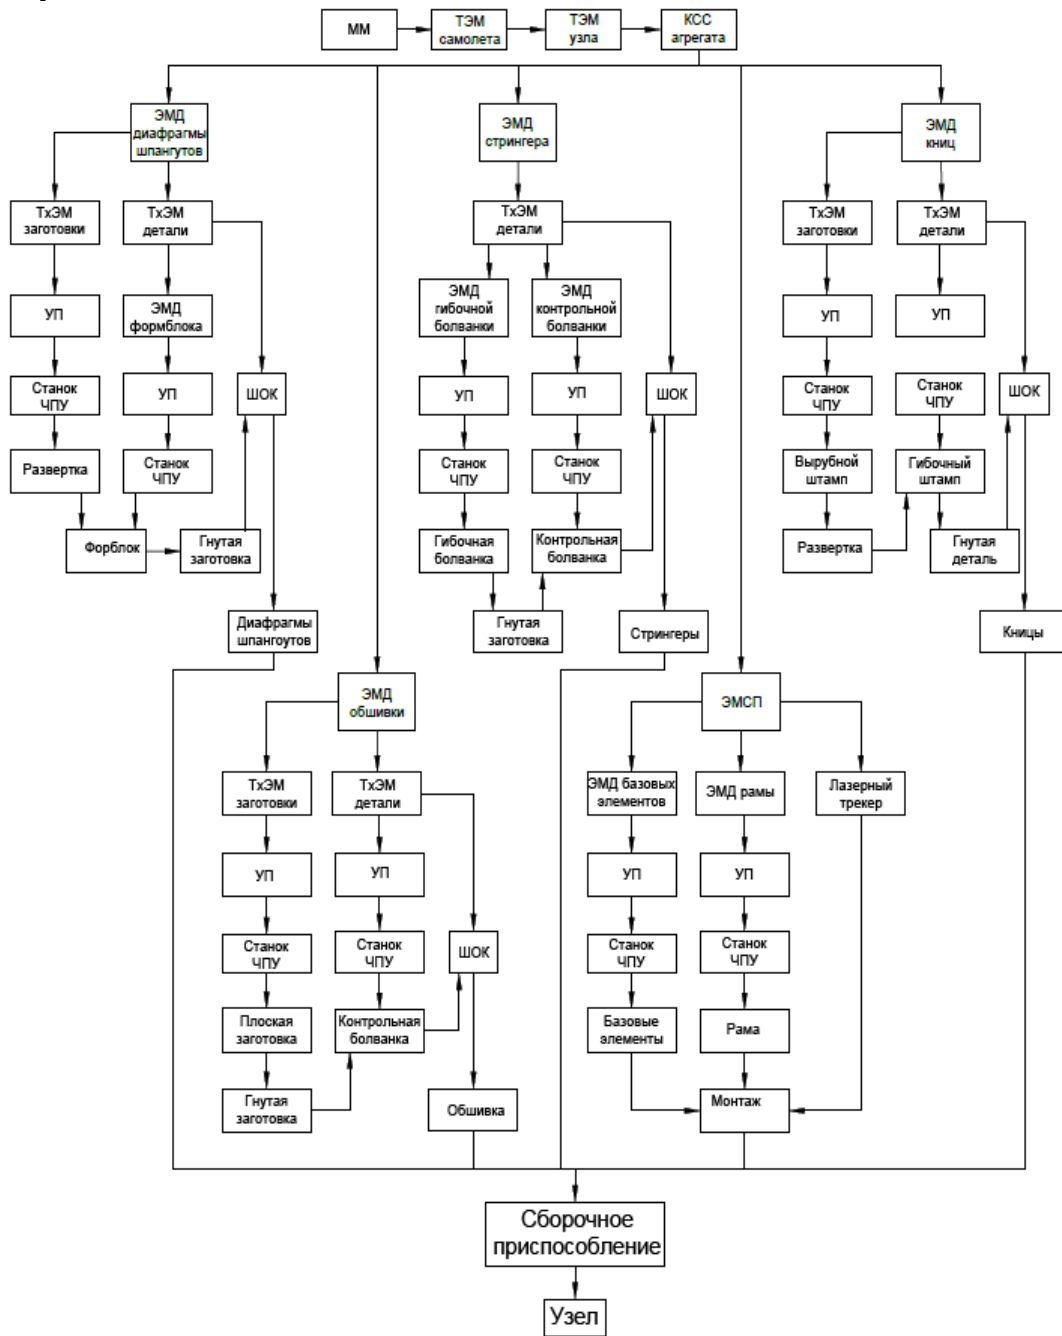 ММ
ТЭМ
самолета
ТЭМ
узла
КСС
агрегата
ЭМД
диафрагмы
шпангутов
ЭМД
стрингера
ЭМД
книц
ТхЭМ
заготовки
ТхЭМ
детали
ТхЭМ
детали
ТхЭМ
заготовки
ТхЭМ
детали
УП
ЭМД
формблока
ЭМД
гибочной
болванки
ЭМД
контрольной
болванки
УП
УП
Станок
ЧПУ
УП
ШОК
УП
УП
ШОК
Станок
ЧПУ
Станок
ЧПУ
ШОК
Развертка
Станок
ЧПУ
Станок
ЧПУ
Станок
ЧПУ
Вырубной
штамп
Гибочный
штамп
Форблок
Гнутая
заготовка
Гибочная
болванка
Контрольная
болванка
Развертка
Гнутая
деталь
Диафрагмы
шпангоутов
Гнутая
заготовка
Стрингеры
Кницы
ЭМД
обшивки
ЭМСП
ТхЭМ
заготовки
ТхЭМ
детали
ЭМД базовых
элементов
ЭМД рамы
Лазерный
трекер
УП
УП
УП
УП
Станок
ЧПУ
Станок
ЧПУ
ШОК
Станок
ЧПУ
Станок
ЧПУ
Плоская
заготовка
Контрольная
болванка
Базовые
элементы
Рама
Гнутая
заготовка
Обшивка
Монтаж
Сборочное
приспособление
Узел